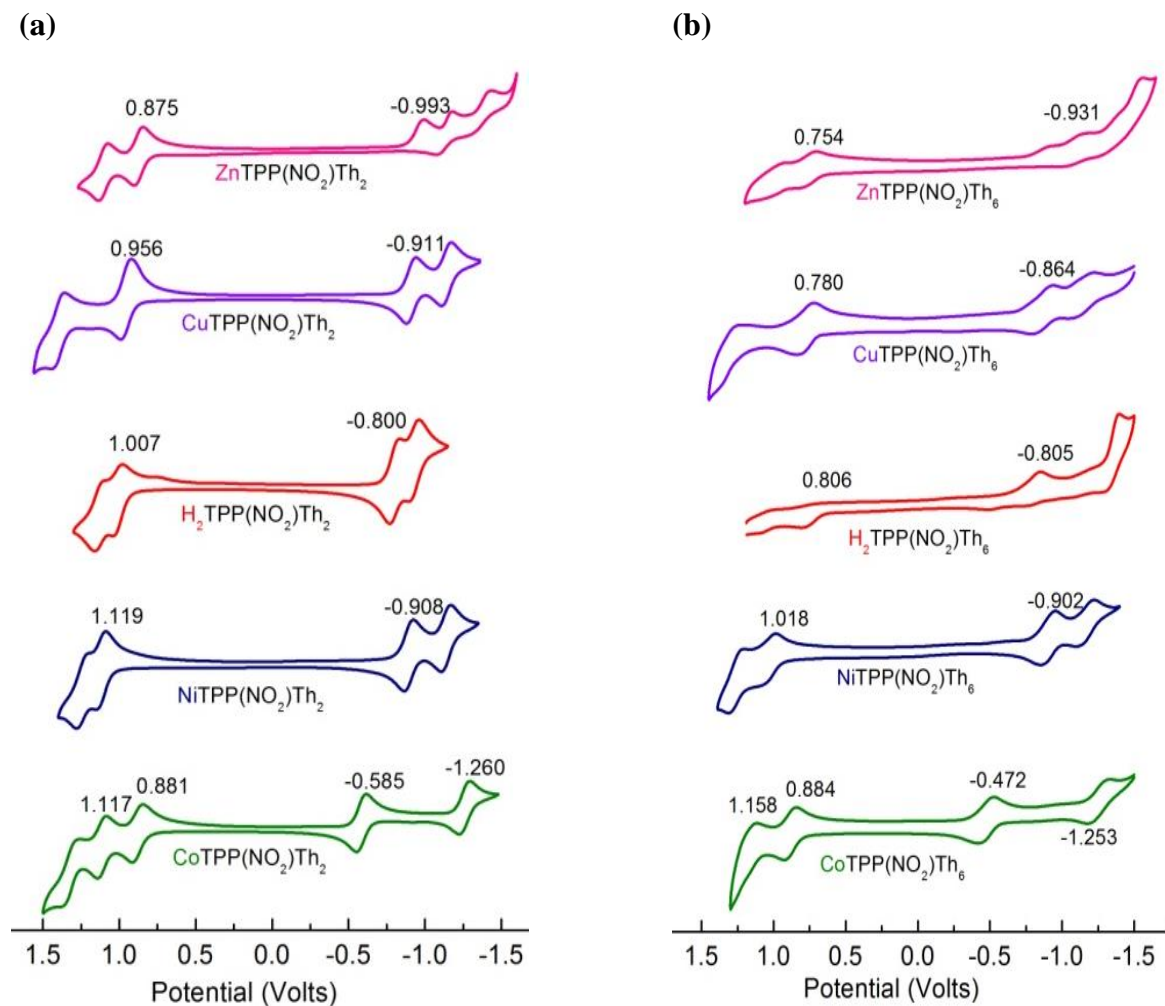 (a)
0.875
-0.993
ZnTPP(NO₂)Th₂
0.956
-0.911
CuTPP(NO₂)Th₂
1.007
-0.800
H₂TPP(NO₂)Th₂
1.119
-0.908
NiTPP(NO₂)Th₂
1.117
0.881
-0.585
-1.260
CoTPP(NO₂)Th₂
1.5 1.0 0.5 0.0 -0.5 -1.0 -1.5
Potential (Volts)
(b)
0.754
-0.931
ZnTPP(NO₂)Th₆
0.780
-0.864
CuTPP(NO₂)Th₆
0.806
-0.805
H₂TPP(NO₂)Th₆
1.018
-0.902
NiTPP(NO₂)Th₆
1.158
0.884
-0.472
-1.253
CoTPP(NO₂)Th₆
1.5 1.0 0.5 0.0 -0.5 -1.0 -1.5
Potential (Volts)